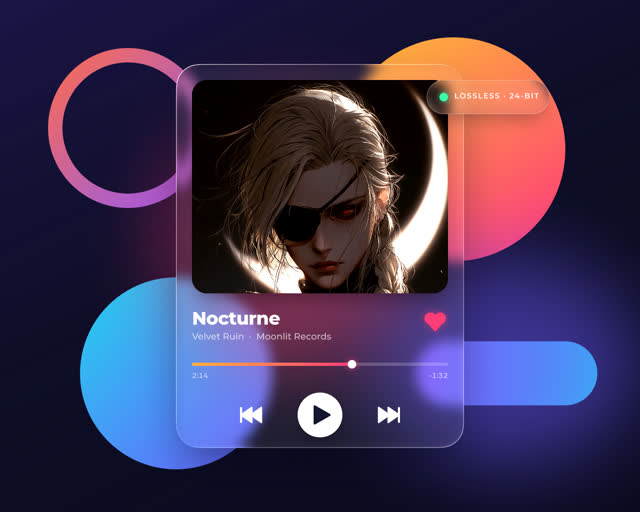 LOSSLESS · 24-BIT
Nocturne
Velvet Ruin · Moonlit Records
2:14
-1:32